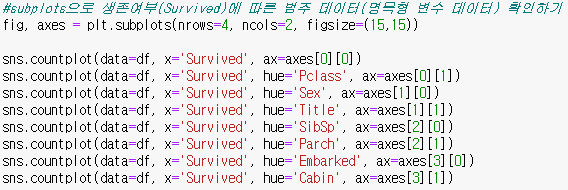 #subplots으로 생존여부(Survived)에 따른 범주 데이터(명목형 변수 데이터) 확인하기
fig, axes = plt.subplots(nrows=4, ncols=2, figsize=(15,15))
sns.countplot(data=df, x='Survived', ax=axes[0][0])
sns.countplot(data=df, x='Survived', hue='Pclass', ax=axes[0][1])
sns.countplot(data=df, x='Survived', hue='Sex', ax=axes[1][0])
sns.countplot(data=df, x='Survived', hue='Title', ax=axes[1][1])
sns.countplot(data=df, x='Survived', hue='SibSp', ax=axes[2][0])
sns.countplot(data=df, x='Survived', hue='Parch', ax=axes[2][1])
sns.countplot(data=df, x='Survived', hue='Embarked', ax=axes[3][0])
sns.countplot(data=df, x='Survived', hue='Cabin', ax=axes[3][1])